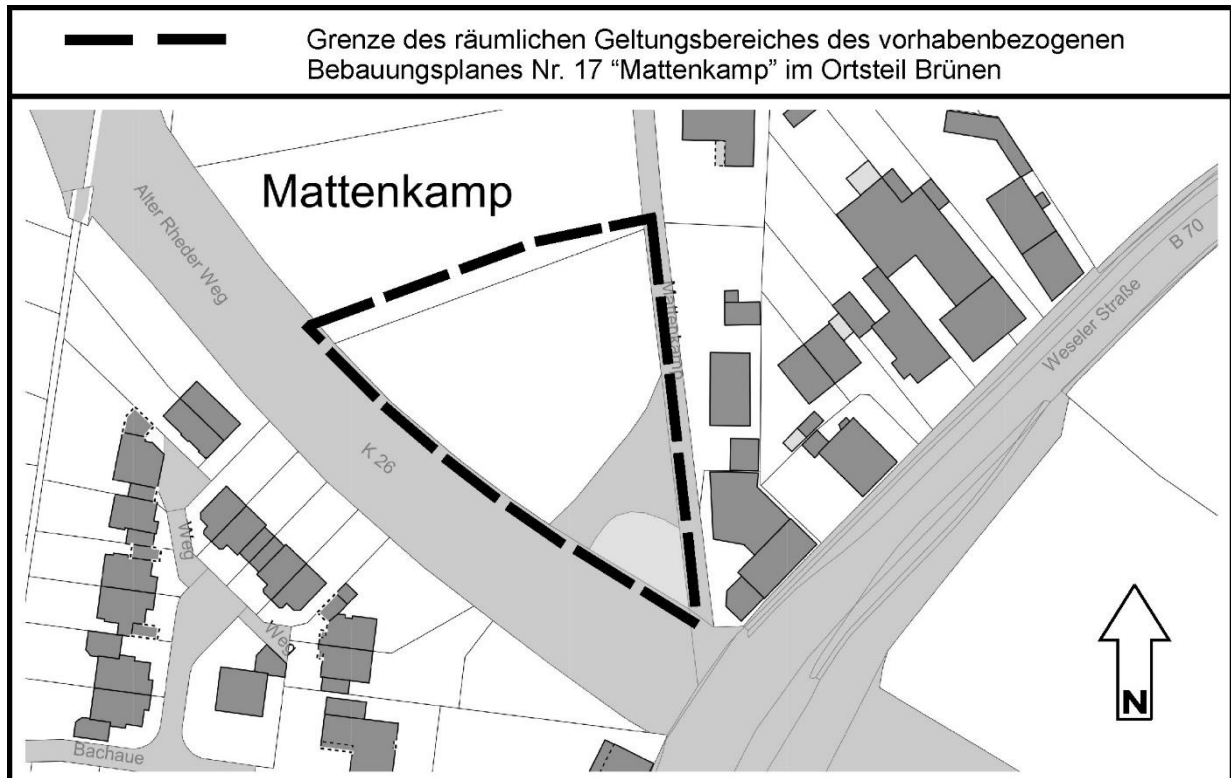 Grenze des räumlichen Geltungsbereiches des vorhabenbezogenen
Bebauungsplanes Nr. 17 “Mattenkamp” im Ortsteil Brünen
Mattenkamp
Alter Rheder Weg
B 70
Mattenkamp
Weseler Straße
K 26
Weg
Weg
N
Bachaue